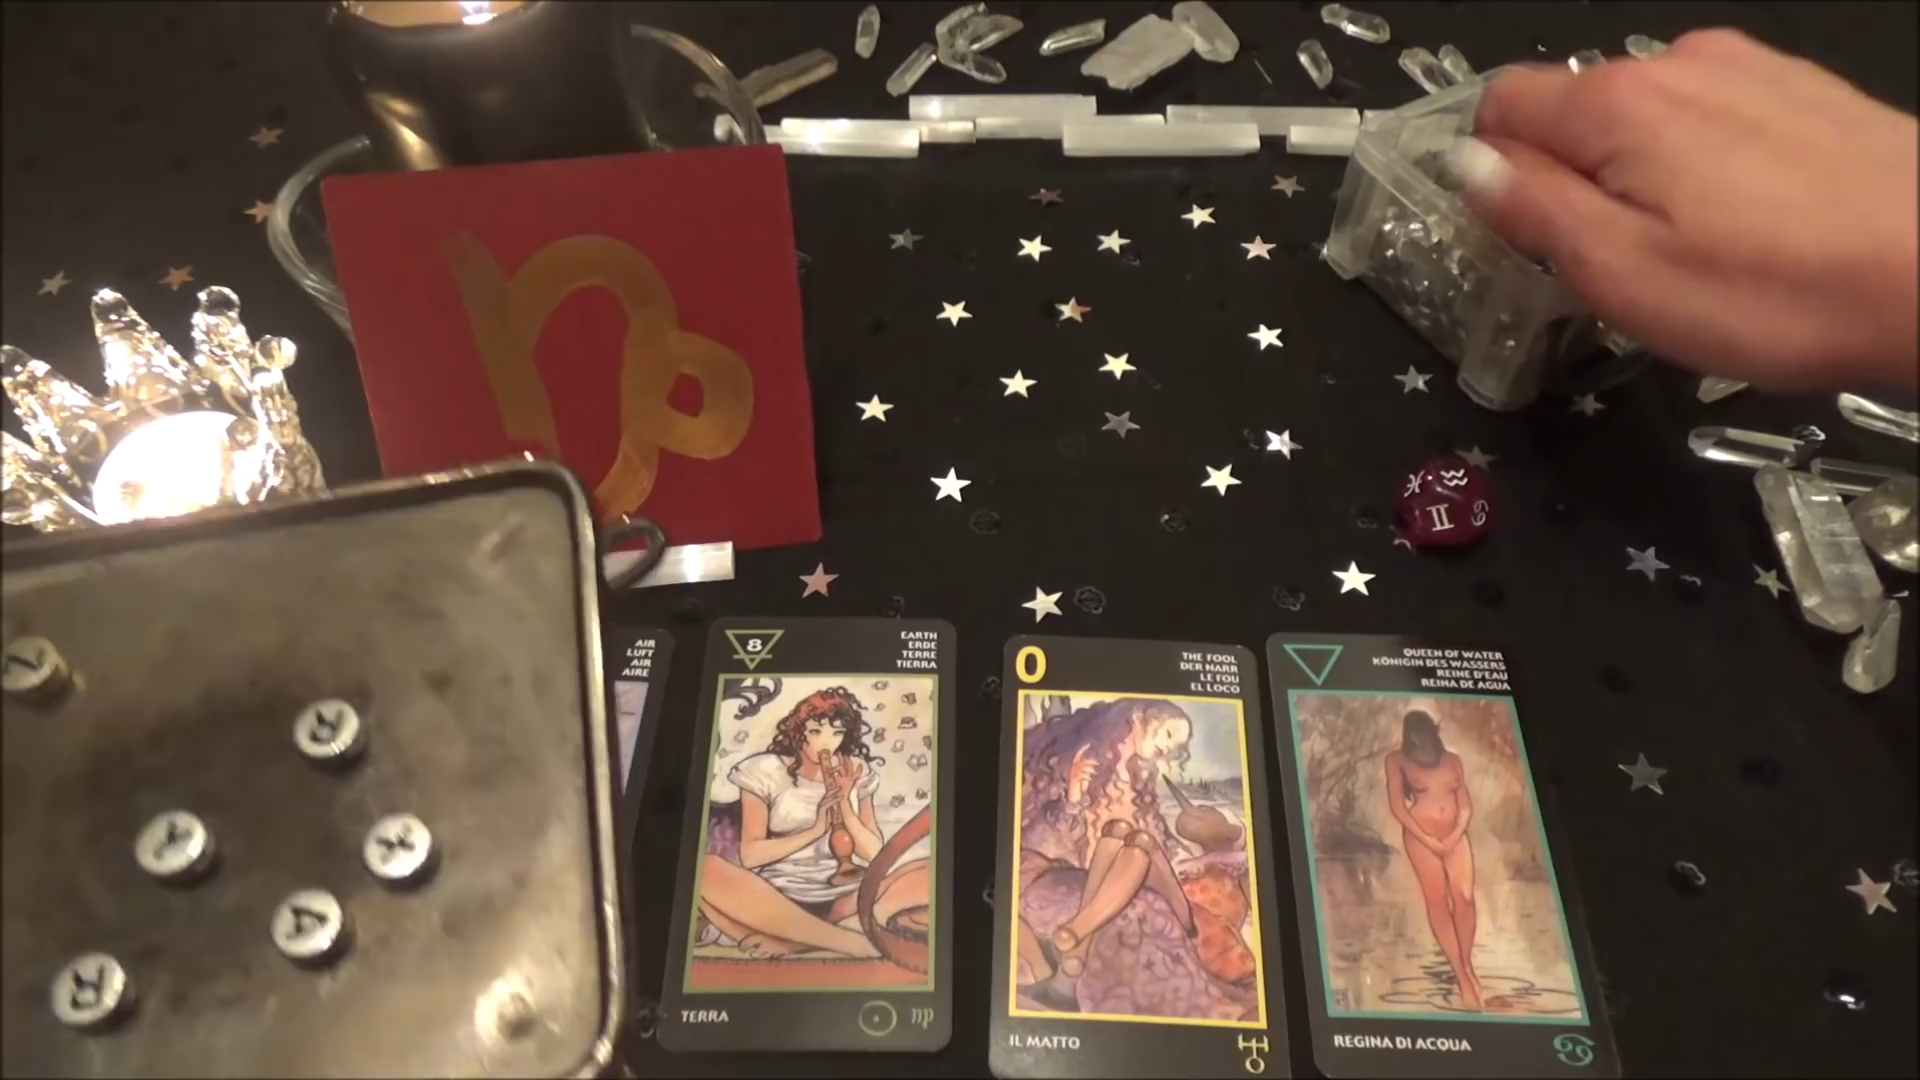 AIR
LUFT
AIR
AIRE
8
EARTH
ERDE
TERRE
TIERRA
TERRA
0
THE FOOL
DER NARR
LE FOU
EL LOCO
IL MATTO
QUEEN OF WATER
KÖNIGIN DES WASSERS
REINE D'EAU
REINA DE AGUA
REGINA DI ACQUA